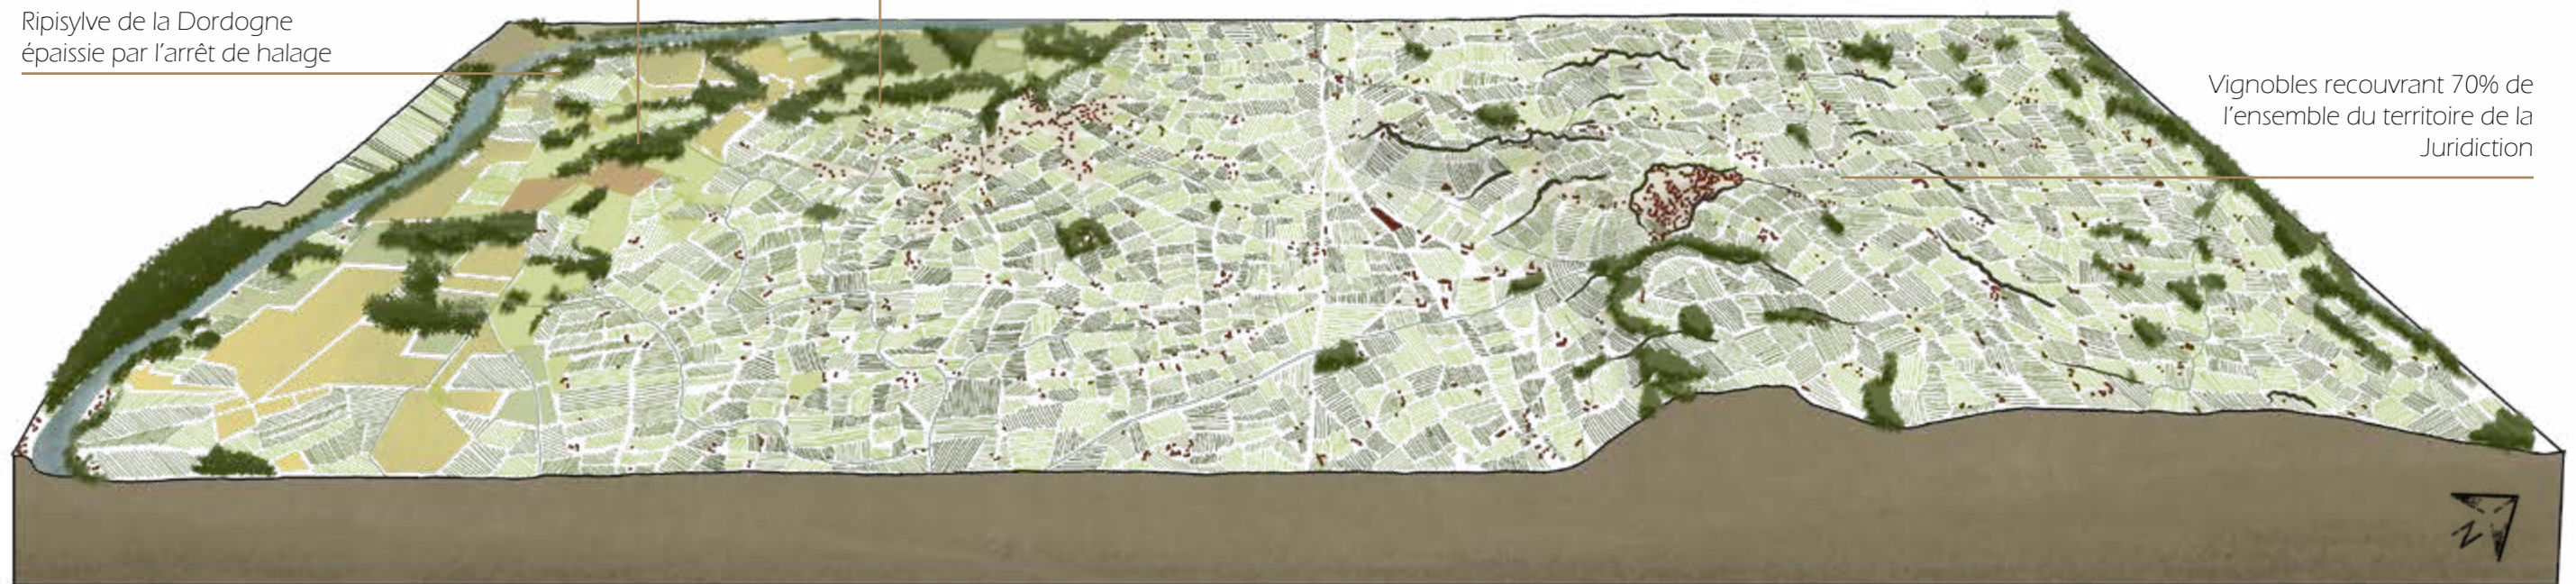 Ripisylve de la Dordogne
épaissie par l'arrêt de halage
Vignobles recouvrant 70% de
l'ensemble du territoire de la
Juridiction
N